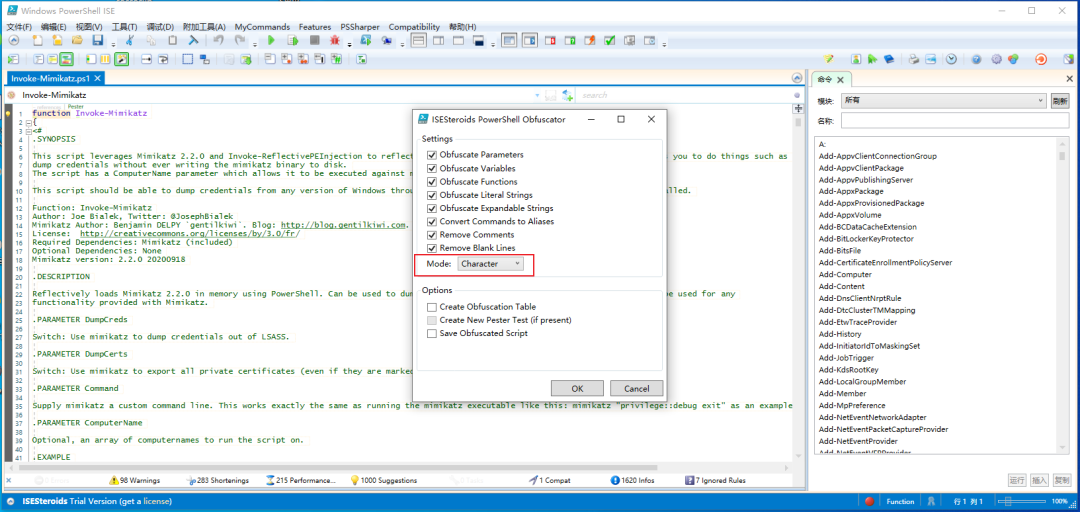 Windows PowerShell ISE
文件(F) 编辑(E) 视图(V) 工具(T) 调试(D) 附加工具(A) MyCommands Features PSSharper Compatibility 帮助(H)
Invoke-Mimikatz.ps1
Invoke-Mimikatz
search
Pester
1 function Invoke-Mimikatz
2 {
3 <#
4 .SYNOPSIS
5
6 This script leverages Mimikatz 2.2.0 and Invoke-ReflectivePEInjection to reflec
you to do things such as
7 dump credentials without ever writing the mimikatz binary to disk.
8 The script has a ComputerName parameter which allows it to be executed against m
9
10 This script should be able to dump credentials from any version of Windows throu
lled.
11
12 Function: Invoke-Mimikatz
13 Author: Joe Bialek, Twitter: @JosephBialek
14 Mimikatz Author: Benjamin DELPY `gentilkiwi`. Blog: http://blog.gentilkiwi.com.
15 License: http://creativecommons.org/licenses/by/3.0/fr/
16 Required Dependencies: Mimikatz (included)
17 Optional Dependencies: None
18 Mimikatz version: 2.2.0 20200918
19
20 .DESCRIPTION
21
22 Reflectively loads Mimikatz 2.2.0 in memory using PowerShell. Can be used to dum
be used for any
23 functionality provided with Mimikatz.
24
25 .PARAMETER DumpCreds
26
27 Switch: Use mimikatz to dump credentials out of LSASS.
28
29 .PARAMETER DumpCerts
30
31 Switch: Use mimikatz to export all private certificates (even if they are marked
32
33 .PARAMETER Command
34
35 Supply mimikatz a custom command line. This works exactly the same as running the mimikatz executable like this: mimikatz "privilege::debug exit" as an example
36
37 .PARAMETER ComputerName
38
39 Optional, an array of computernames to run the script on.
40
41 .EXAMPLE
ISESteroids PowerShell Obfuscator
Settings
Obfuscate Parameters
Obfuscate Variables
Obfuscate Functions
Obfuscate Literal Strings
Obfuscate Expandable Strings
Convert Commands to Aliases
Remove Comments
Remove Blank Lines
Mode: Character
Options
Create Obfuscation Table
Create New Pester Test (if present)
Save Obfuscated Script
OK Cancel
命令
模块: 所有 刷新
名称:
A:
Add-AppvClientConnectionGroup
Add-AppvClientPackage
Add-AppvPublishingServer
Add-AppxPackage
Add-AppxProvisionedPackage
Add-AppxVolume
Add-BCDataCacheExtension
Add-BitLockerKeyProtector
Add-BitsFile
Add-CertificateEnrollmentPolicyServer
Add-Computer
Add-Content
Add-DnsClientNrptRule
Add-DtcClusterTMMapping
Add-EtwTraceProvider
Add-History
Add-InitiatorIdToMaskingSet
Add-JobTrigger
Add-KdsRootKey
Add-LocalGroupMember
Add-Member
Add-MpPreference
Add-NetEventNetworkAdapter
Add-NetEventPacketCaptureProvider
Add-NetEventProvider
Add-NetEventVFPProvider
运行 插入 复制
98 Warnings 283 Shortenings 215 Performance... 1000 Suggestions 1 Compat 1620 Infos 7 Ignored Rules
ISESteroids Trial Version (get a license)
Function 行 1 列 1 100%